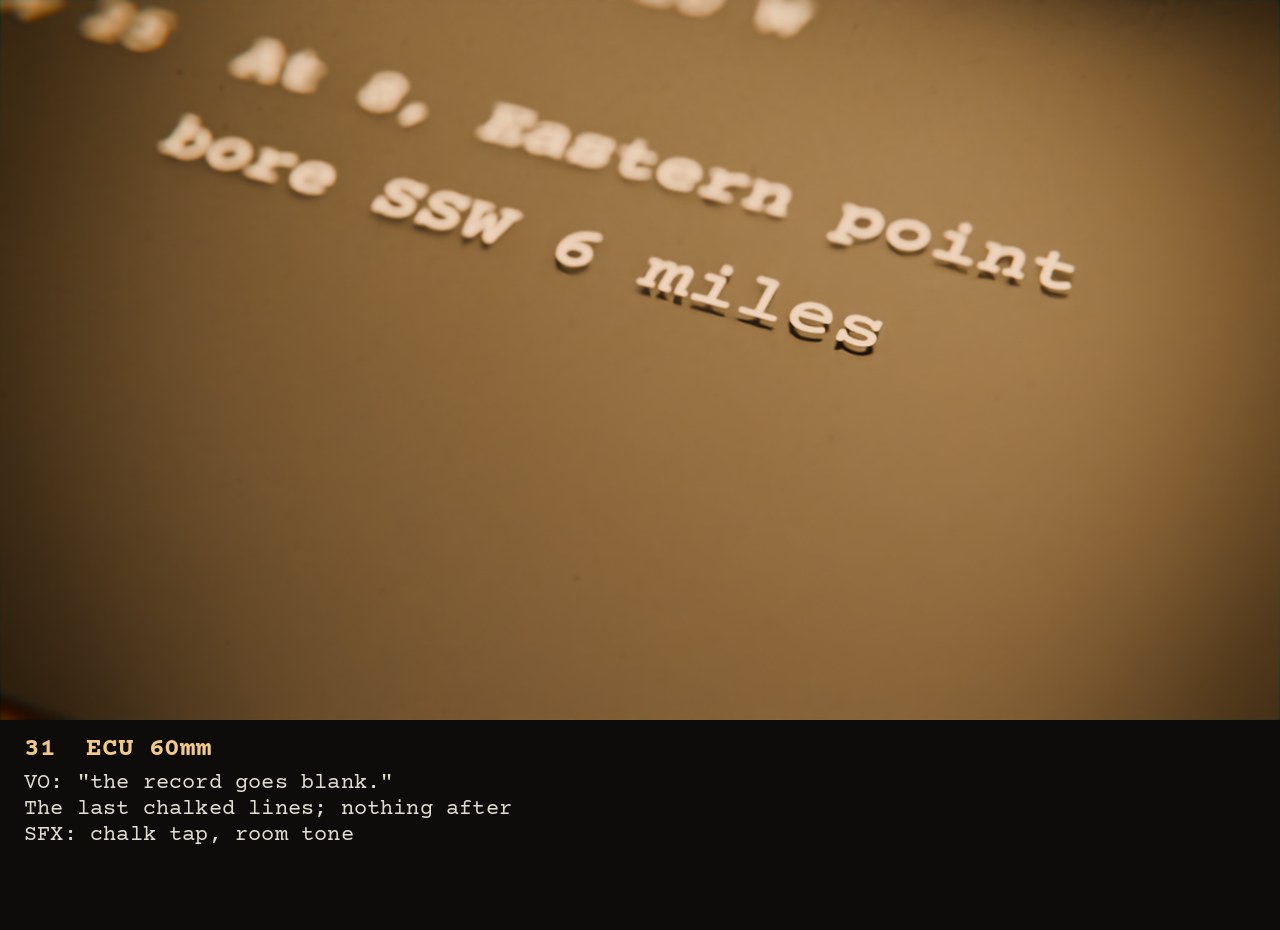 W
At 8, Eastern point
bore SSW 6 miles
31 ECU 60mm
VO: "the record goes blank."
The last chalked lines; nothing after
SFX: chalk tap, room tone